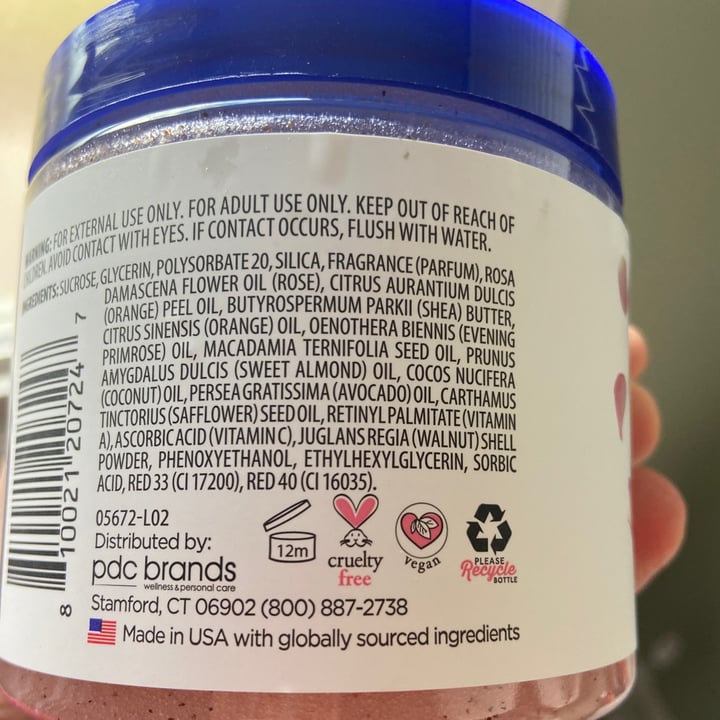 WARNING: FOR EXTERNAL USE ONLY. FOR ADULT USE ONLY. KEEP OUT OF REACH OF
CHILDREN. AVOID CONTACT WITH EYES. IF CONTACT OCCURS, FLUSH WITH WATER.
INGREDIENTS: SUCROSE, GLYCERIN, POLYSORBATE 20, SILICA, FRAGRANCE (PARFUM), ROSA
DAMASCENA FLOWER OIL (ROSE), CITRUS AURANTIUM DULCIS
(ORANGE) PEEL OIL, BUTYROSPERMUM PARKII (SHEA) BUTTER,
CITRUS SINENSIS (ORANGE) OIL, OENOTHERA BIENNIS (EVENING
PRIMROSE) OIL, MACADAMIA TERNIFOLIA SEED OIL, PRUNUS
AMYGDALUS DULCIS (SWEET ALMOND) OIL, COCOS NUCIFERA
(COCONUT) OIL, PERSEA GRATISSIMA (AVOCADO) OIL, CARTHAMUS
TINCTORIUS (SAFFLOWER) SEED OIL, RETINYL PALMITATE (VITAMIN
A), ASCORBIC ACID (VITAMIN C), JUGLANS REGIA (WALNUT) SHELL
POWDER, PHENOXYETHANOL, ETHYLHEXYLGLYCERIN, SORBIC
ACID, RED 33 (CI 17200), RED 40 (CI 16035).
8 10021 20724 7
05672-L02
Distributed by:
pdc brands
wellness & personal care
12m
cruelty
free
vegan
PLEASE
Recycle
BOTTLE
Stamford, CT 06902 (800) 887-2738
Made in USA with globally sourced ingredients